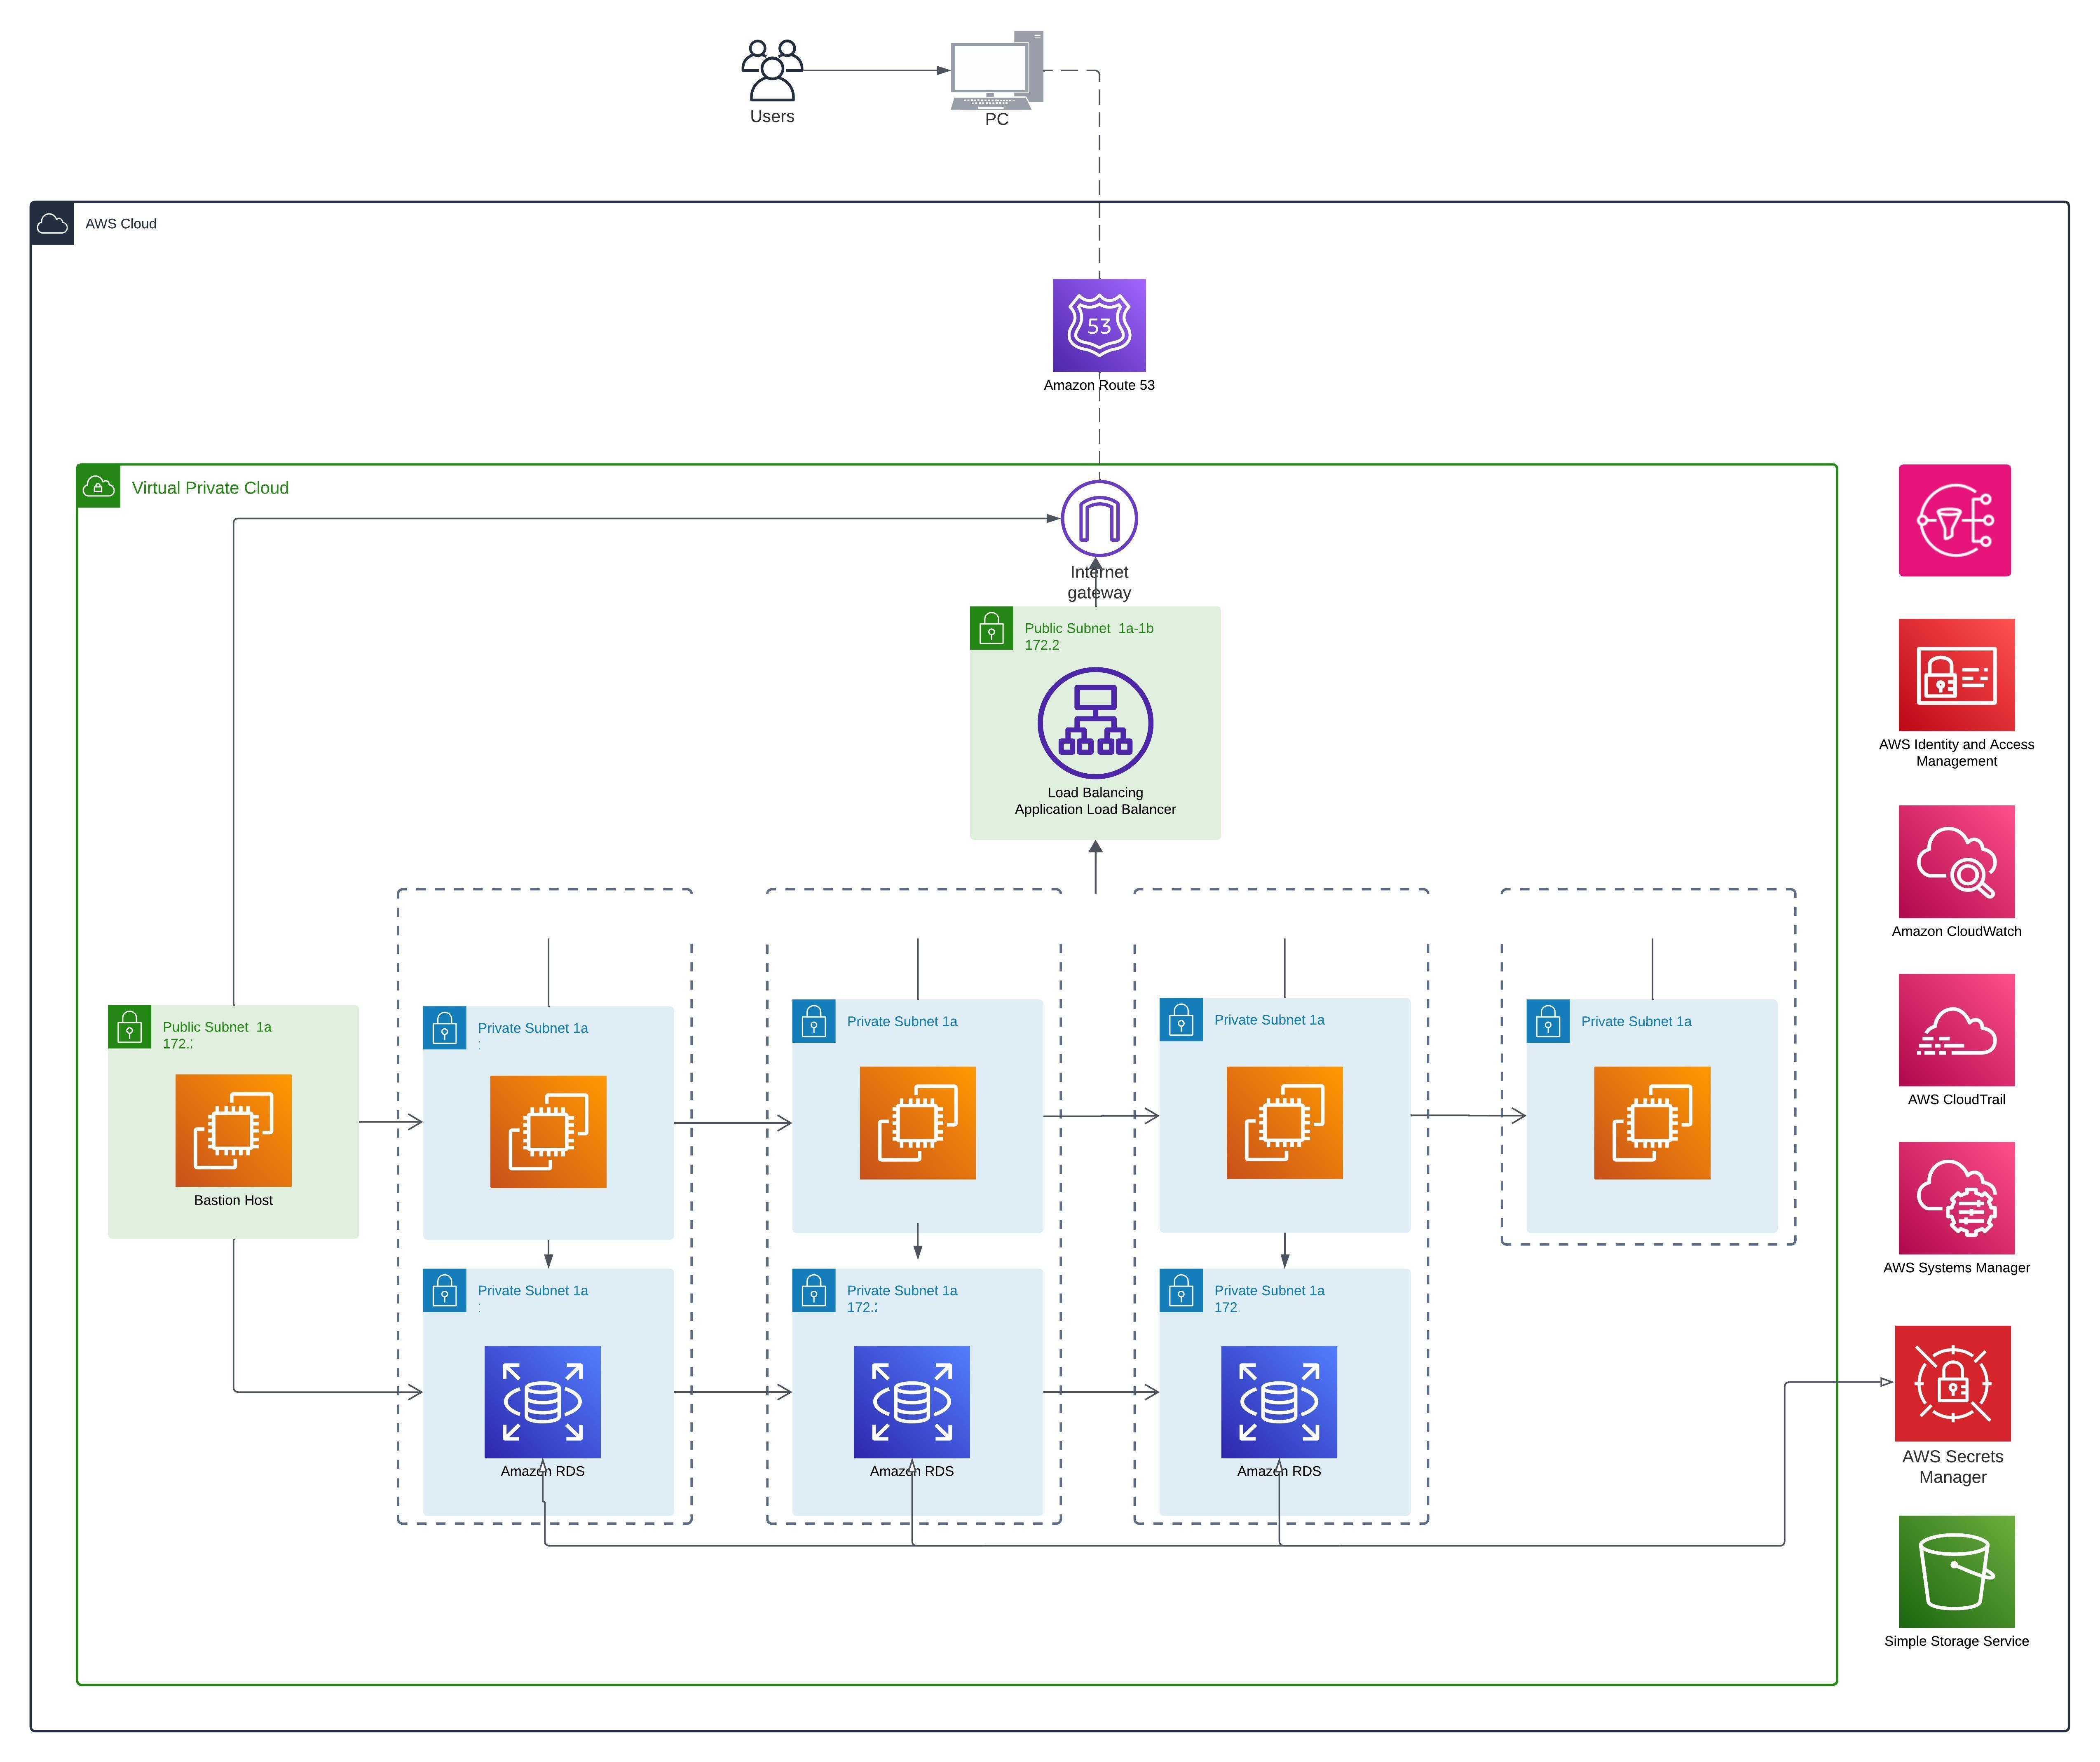 Users
PC
AWS Cloud
53
Amazon Route 53
Virtual Private Cloud
Internet
gateway
Public Subnet 1a-1b
172.2
Load Balancing
Application Load Balancer
AWS Identity and Access
Management
Amazon CloudWatch
Public Subnet 1a
172.
Bastion Host
Private Subnet 1a
Private Subnet 1a
Private Subnet 1a
Private Subnet 1a
AWS CloudTrail
AWS Systems Manager
Private Subnet 1a
Amazon RDS
Private Subnet 1a
172.
Amazon RDS
Private Subnet 1a
172
Amazon RDS
AWS Secrets
Manager
Simple Storage Service